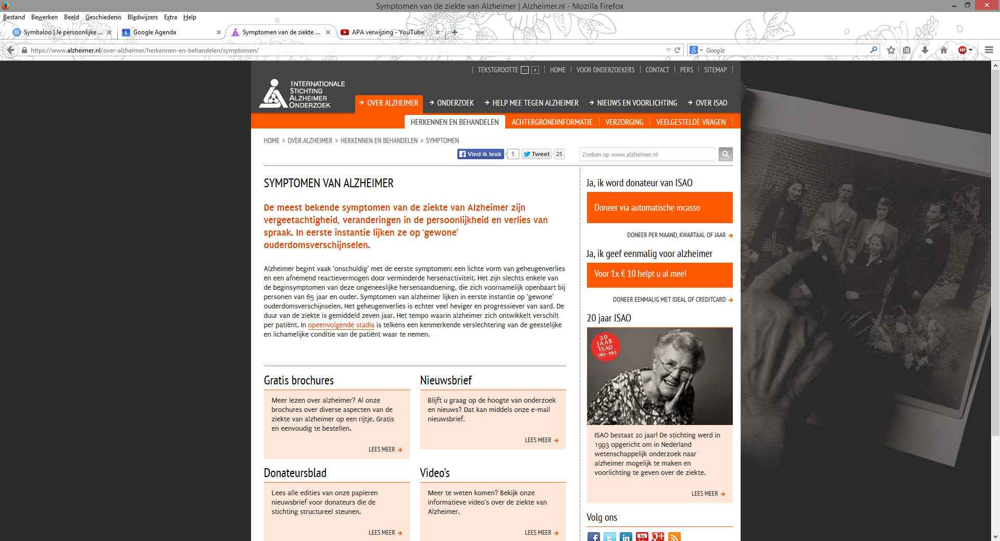 Symptomen van de ziekte van Alzheimer | Alzheimer.nl - Mozilla Firefox
Bestand Bewerken Beeld Geschiedenis Bladwijzers Extra Help
Symbaloo | Je persoonlijke ...
6 Google Agenda
Symptomen van de ziekte ...
APA verwijzing - YouTube
https://www.alzheimer.nl/over-alzheimer/herkennen-en-behandelen/symptomen/
8 Google
ABP
TEKSTGROOTTE - + HOME VOOR ONDERZOEKERS CONTACT PERS SITEMAP
INTERNATIONALE
STICHTING
ALZHEIMER
ONDERZOEK
OVER ALZHEIMER ONDERZOEK HELP MEE TEGEN ALZHEIMER NIEUWS EN VOORLICHTING OVER ISAO
HERKENNEN EN BEHANDELEN ACHTERGRONDINFORMATIE VERZORGING VEELGESTELDE VRAGEN
HOME > OVER ALZHEIMER > HERKENNEN EN BEHANDELEN > SYMPTOMEN
Vind ik leuk 5 Tweet 25
Zoeken op www.alzheimer.nl
SYMPTOMEN VAN ALZHEIMER
De meest bekende symptomen van de ziekte van Alzheimer zijn
vergeetachtigheid, veranderingen in de persoonlijkheid en verlies van
spraak. In eerste instantie lijken ze op ‘gewone’
ouderdomsverschijnselen.
Alzheimer begint vaak ‘onschuldig’ met de eerste symptomen: een lichte vorm van geheugenverlies
en een afnemend reactievermogen door verminderde hersenactiviteit. Het zijn slechts enkele van
de beginsymptomen van deze ongeneeslijke hersenaandoening, die zich voornamelijk openbaart bij
personen van 65 jaar en ouder. Symptomen van alzheimer lijken in eerste instantie op ‘gewone’
ouderdomsverschijnselen. Het geheugenverlies is echter veel heviger en progressiever van aard. De
duur van de ziekte is gemiddeld zeven jaar. Het tempo waarin alzheimer zich ontwikkelt verschilt
per patiënt. In opeenvolgende stadia is telkens een kenmerkende verslechtering van de geestelijke
en lichamelijke conditie van de patiënt waar te nemen.
Gratis brochures
Meer lezen over alzheimer? Al onze
brochures over diverse aspecten van de
ziekte van alzheimer op een rijtje. Gratis
en eenvoudig te bestellen.
LEES MEER
Nieuwsbrief
Blijft u graag op de hoogte van onderzoek
en nieuws? Dat kan middels onze e-mail
nieuwsbrief.
LEES MEER
Donateursblad
Lees alle edities van onze papieren
nieuwsbrief voor donateurs die de
stichting structureel steunen.
LEES MEER
Video's
Meer te weten komen? Bekijk onze
informatieve video's over de ziekte van
Alzheimer.
LEES MEER
Ja, ik word donateur van ISAO
Doneer via automatische incasso
DONEER PER MAAND, KWARTAAL OF JAAR
Ja, ik geef eenmalig voor alzheimer
Voor 1x € 10 helpt u al mee!
DONEER EENMALIG MET IDEAL OF CREDITCARD
20 jaar ISAO
20
JAAR
ISAO
1993 - 2013
ISAO bestaat 20 jaar! De stichting werd in
1993 opgericht om in Nederland
wetenschappelijk onderzoek naar
alzheimer mogelijk te maken en
voorlichting te geven over de ziekte.
LEES MEER
Volg ons
f t in You Tube g+